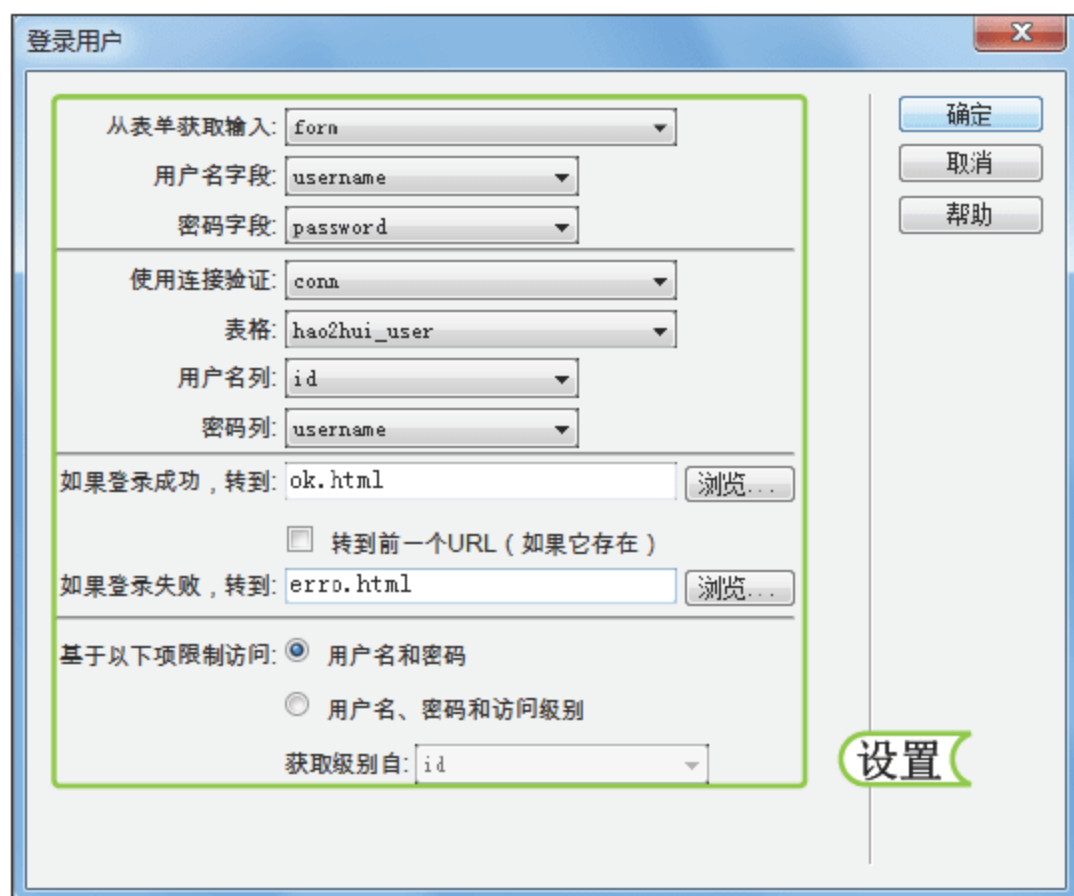 登录用户
从表单获取输入: forn
确定
用户名字段: username
取消
密码字段: password
帮助
使用连接验证: conn
表格: hao2hui_user
用户名列: id
密码列: username
如果登录成功，转到: ok.html 浏览...
转到前一个URL（如果它存在）
如果登录失败，转到: erro.html 浏览...
基于以下项限制访问: 用户名和密码
用户名、密码和访问级别
获取级别自: id
设置